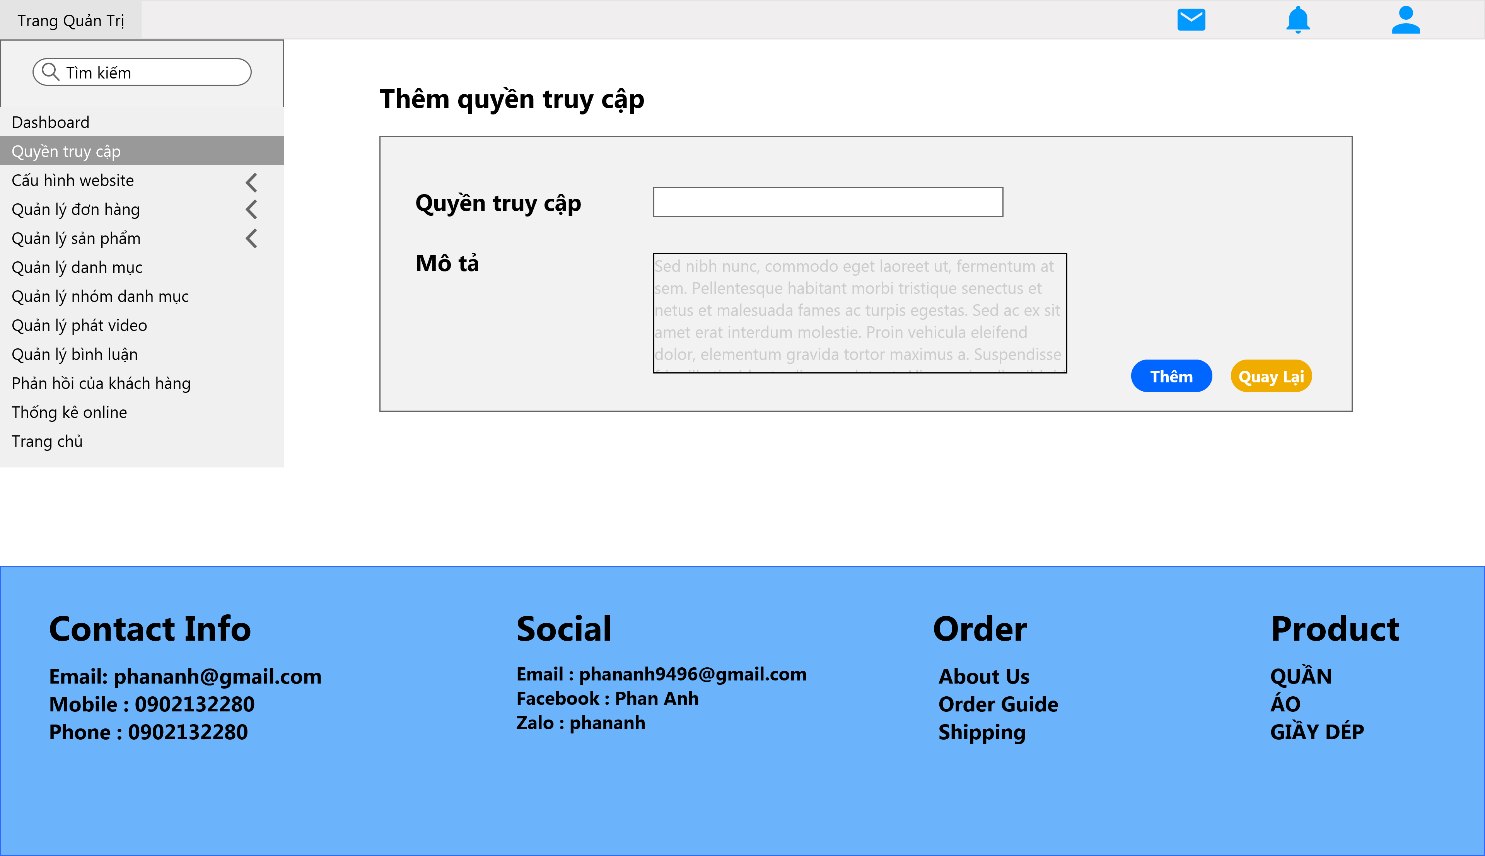 Trang Quản Trị
Tìm kiếm
Dashboard
Quyền truy cập
Cấu hình website
Quản lý đơn hàng
Quản lý sản phẩm
Quản lý danh mục
Quản lý nhóm danh mục
Quản lý phát video
Quản lý bình luận
Phản hồi của khách hàng
Thống kê online
Trang chủ
Thêm quyền truy cập
Quyền truy cập
Mô tả
Sed nibh nunc, commodo eget laoreet ut, fermentum at
sem. Pellentesque habitant morbi tristique senectus et
netus et malesuada fames ac turpis egestas. Sed ac ex sit
amet erat interdum molestie. Proin vehicula eleifend
dolor, elementum gravida tortor maximus a. Suspendisse
Thêm
Quay Lại
Contact Info
Email: phananh@gmail.com
Mobile : 0902132280
Phone : 0902132280
Social
Email : phananh9496@gmail.com
Facebook : Phan Anh
Zalo : phananh
Order
About Us
Order Guide
Shipping
Product
QUẦN
ÁO
GIẦY DÉP